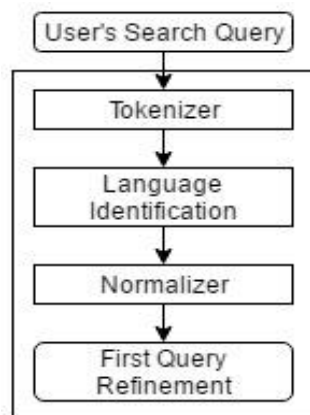 User's Search Query
Tokenizer
Language
Identification
Normalizer
First Query
Refinement